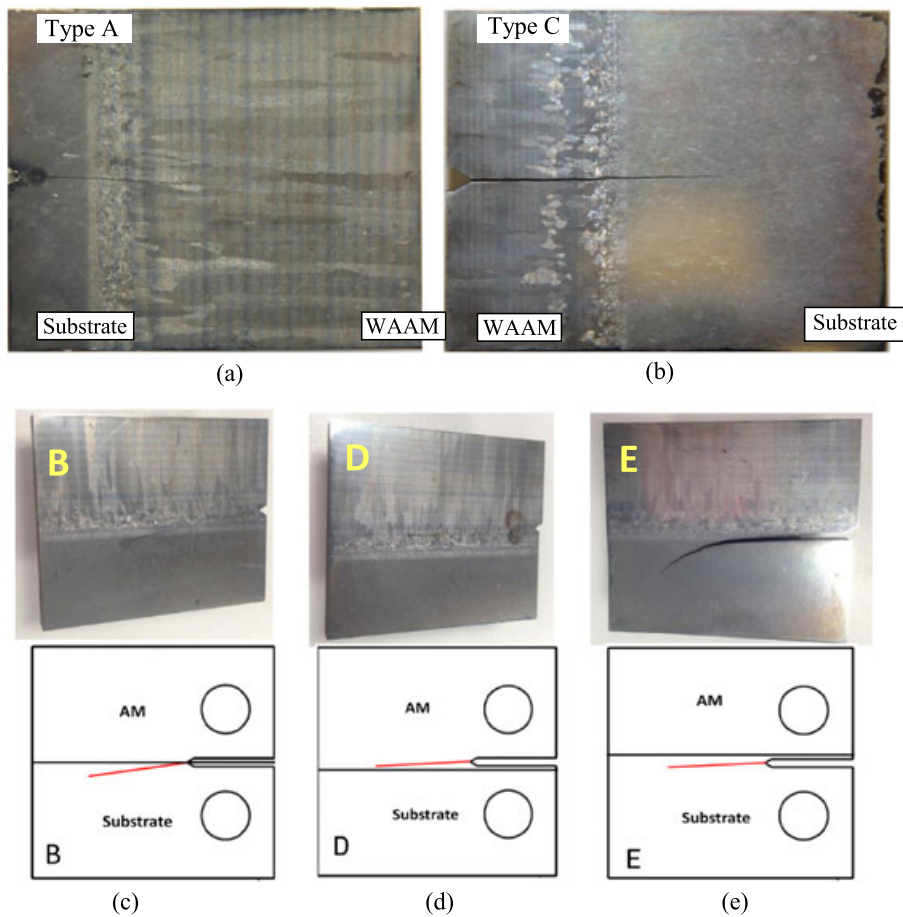 Type A
Type C
Substrate
WAAM
WAAM
Substrate
(a)
(b)
B
D
E
AM
Substrate
B
AM
Substrate
D
AM
Substrate
E
(c)
(d)
(e)